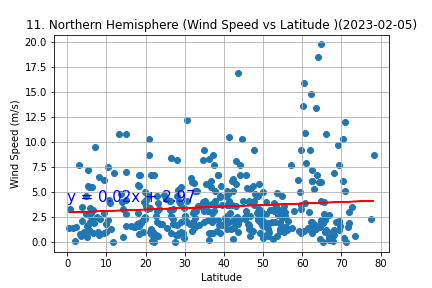 11. Northern Hemisphere (Wind Speed vs Latitude )(2023-02-05)
20.0
17.5
15.0
12.5
10.0
7.5
5.0
2.5
0.0
Wind Speed (m/s)
y = 0.02x + 2.97
0 10 20 30 40 50 60 70 80
Latitude